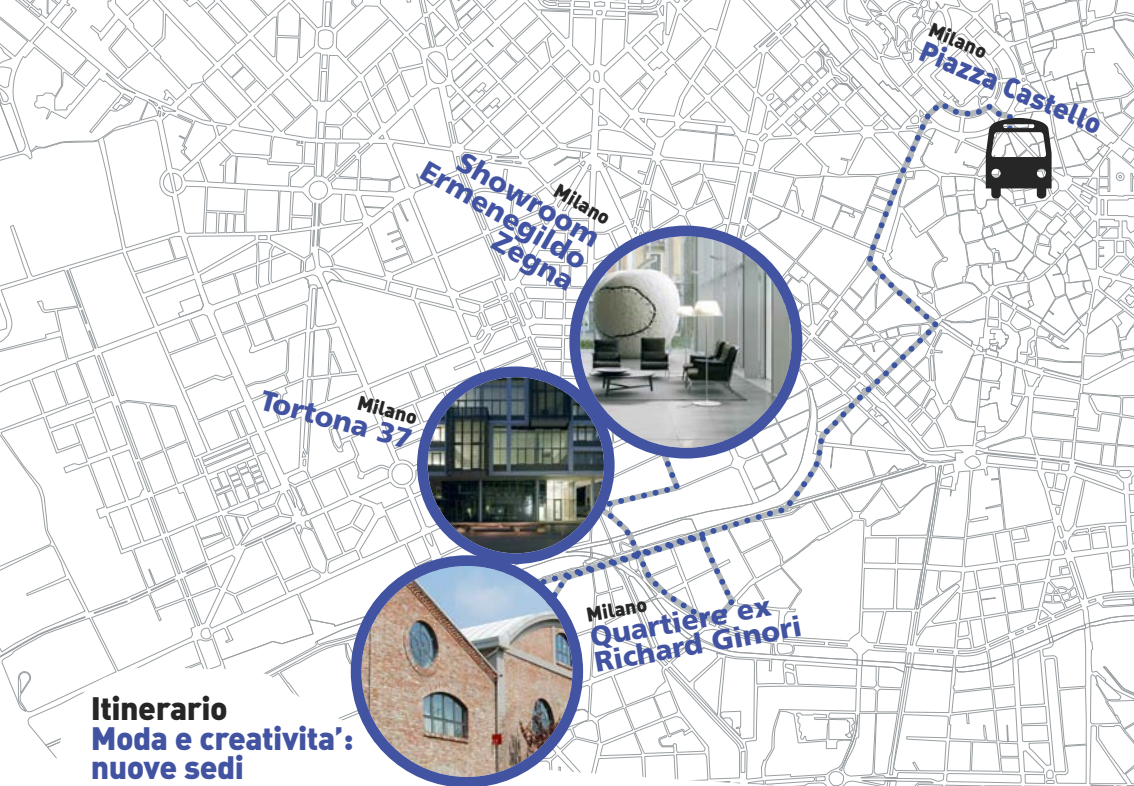 Milano
Piazza Castello
Milano
Showroom
Ermenegildo
Zegna
Milano
Tortona 37
Milano
Quartiere ex
Richard Ginori
Itinerario
Moda e creativita':
nuove sedi